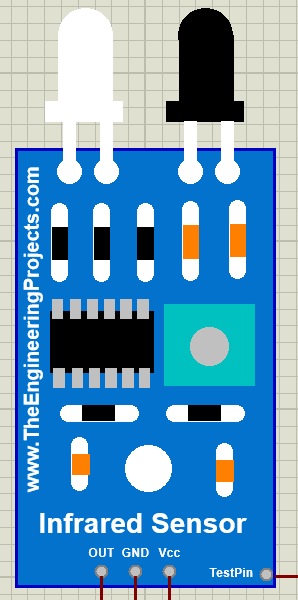 www.TheEngineeringProjects.com
Infrared Sensor
OUT GND Vcc
TestPin